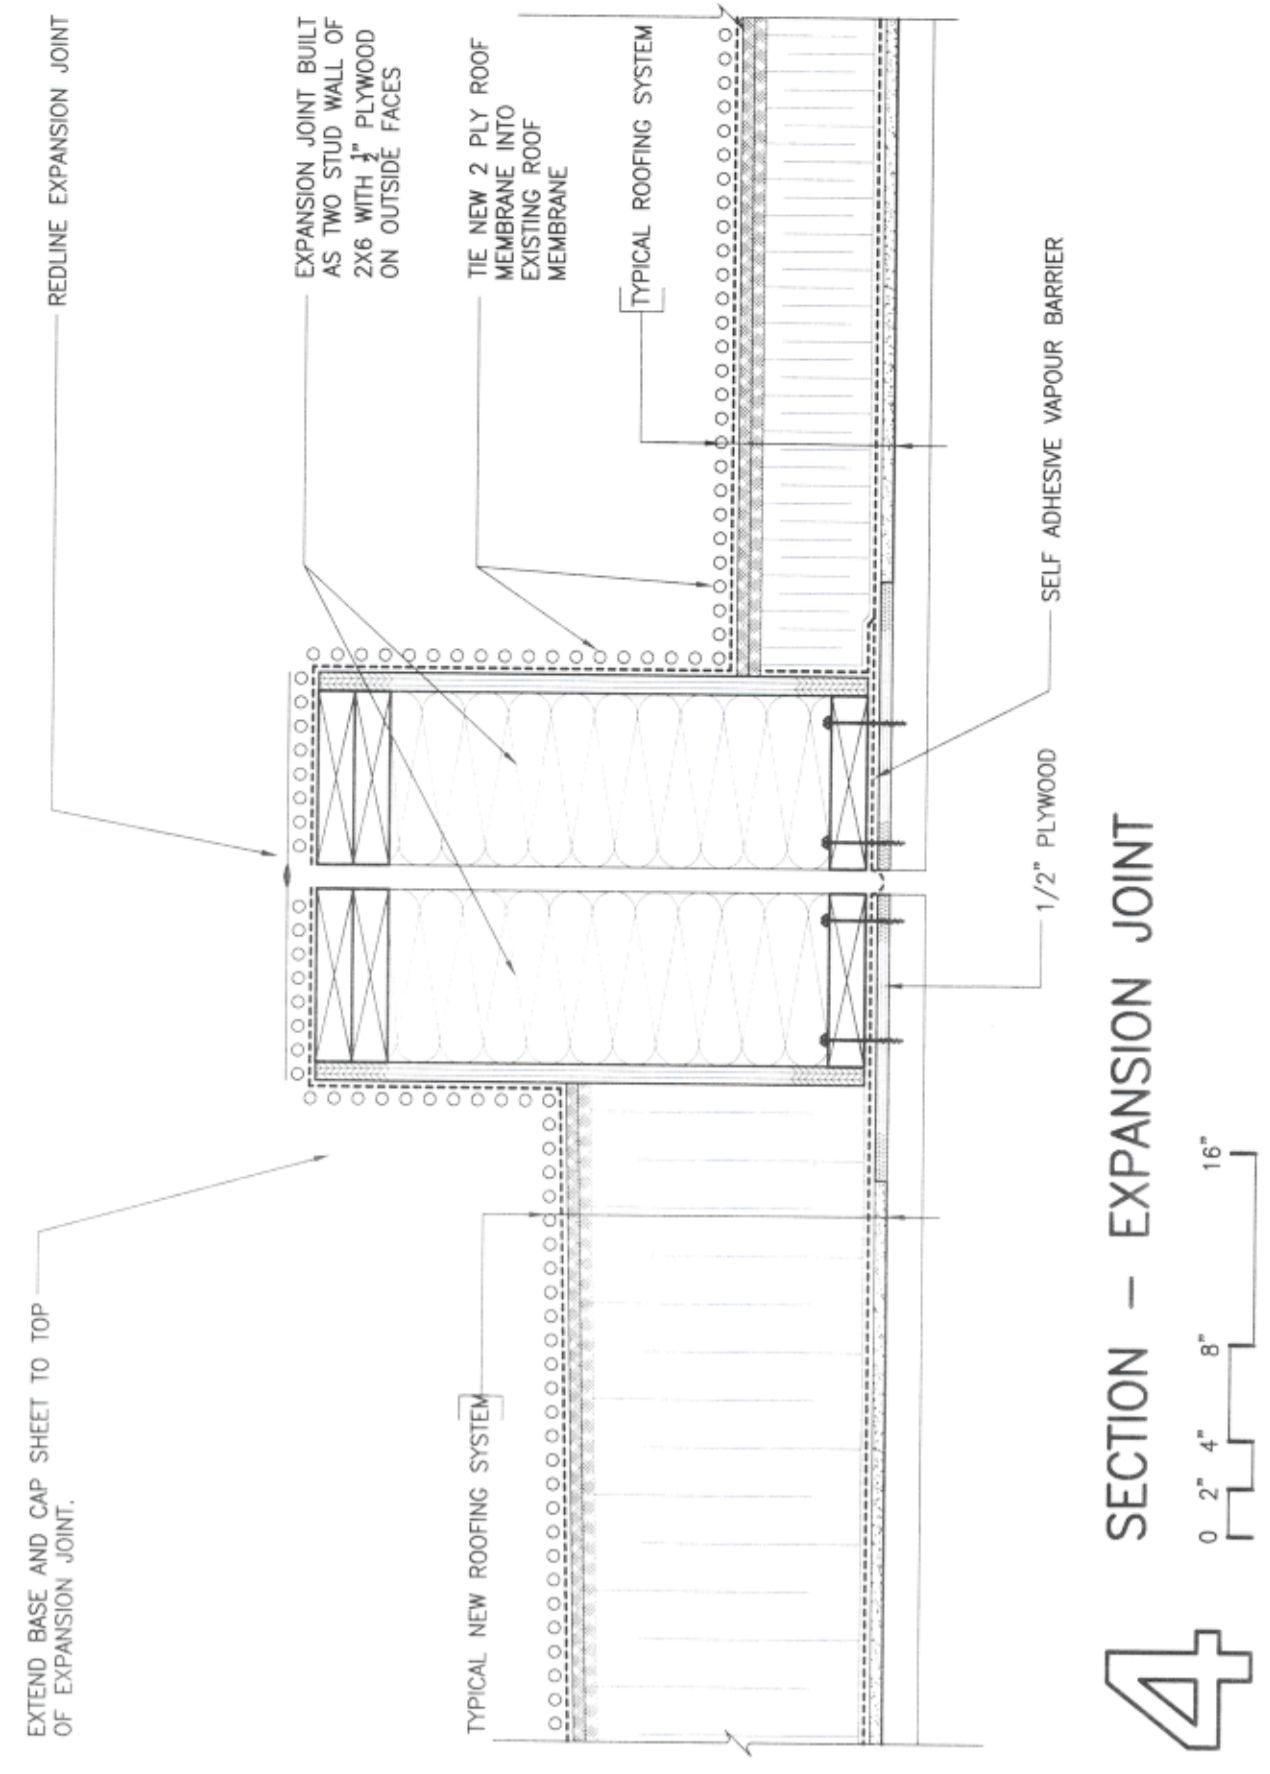 EXTEND BASE AND CAP SHEET TO TOP
OF EXPANSION JOINT.
REDLINE EXPANSION JOINT
EXPANSION JOINT BUILT
AS TWO STUD WALL OF
2X6 WITH ½" PLYWOOD
ON OUTSIDE FACES
TIE NEW 2 PLY ROOF
MEMBRANE INTO
EXISTING ROOF
MEMBRANE
TYPICAL NEW ROOFING SYSTEM
TYPICAL ROOFING SYSTEM
1/2" PLYWOOD
SELF ADHESIVE VAPOUR BARRIER
4 SECTION – EXPANSION JOINT
0 2" 4" 8" 16"